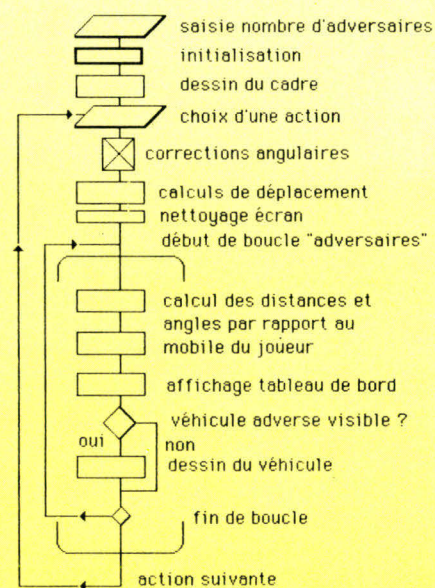 saisie nombre d'adversaires
initialisation
dessin du cadre
choix d'une action
corrections angulaires
calculs de déplacement
nettoyage écran
début de boucle "adversaires"
calcul des distances et
angles par rapport au
mobile du joueur
affichage tableau de bord
véhicule adverse visible ?
oui
non
dessin du véhicule
fin de boucle
action suivante